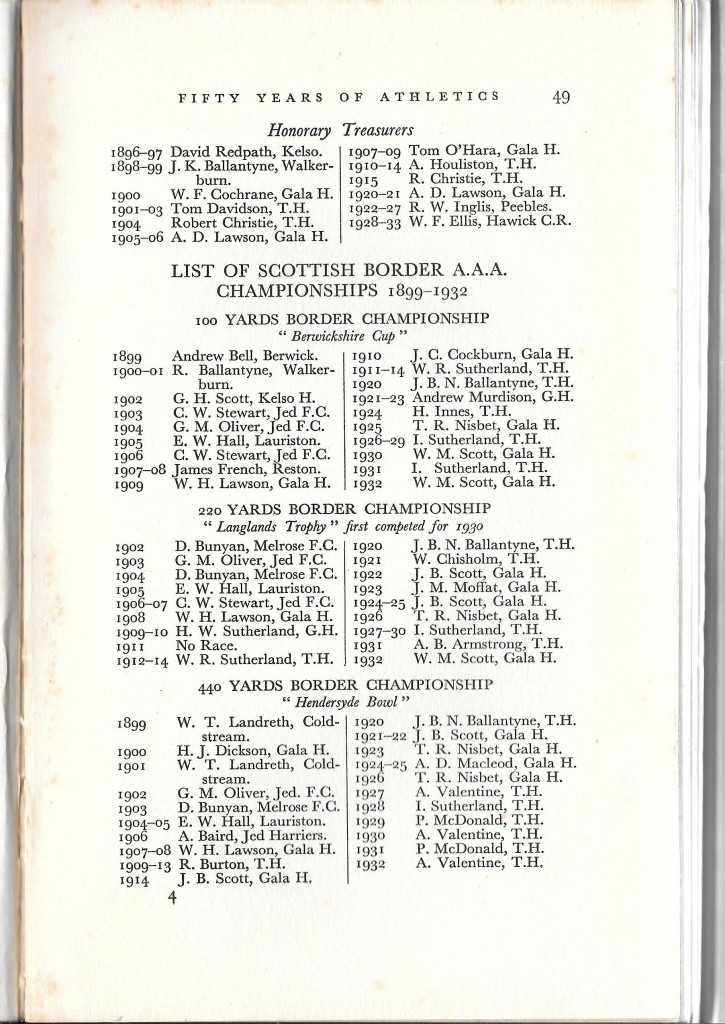 FIFTY YEARS OF ATHLETICS 49
Honorary Treasurers
1896–97 David Redpath, Kelso.
1898–99 J. K. Ballantyne, Walker-
burn.
1900 W. F. Cochrane, Gala H.
1901–03 Tom Davidson, T.H.
1904 Robert Christie, T.H.
1905–06 A. D. Lawson, Gala H.
1907–09 Tom O'Hara, Gala H.
1910–14 A. Houliston, T.H.
1915 R. Christie, T.H.
1920–21 A. D. Lawson, Gala H.
1922–27 R. W. Inglis, Peebles.
1928–33 W. F. Ellis, Hawick C.R.
LIST OF SCOTTISH BORDER A.A.A.
CHAMPIONSHIPS 1899–1932
100 YARDS BORDER CHAMPIONSHIP
" Berwickshire Cup "
1899 Andrew Bell, Berwick.
1900–01 R. Ballantyne, Walker-
burn.
1902 G. H. Scott, Kelso H.
1903 C. W. Stewart, Jed F.C.
1904 G. M. Oliver, Jed F.C.
1905 E. W. Hall, Lauriston.
1906 C. W. Stewart, Jed F.C.
1907–08 James French, Reston.
1909 W. H. Lawson, Gala H.
1910 J. C. Cockburn, Gala H.
1911–14 W. R. Sutherland, T.H.
1920 J. B. N. Ballantyne, T.H.
1921–23 Andrew Murdison, G.H.
1924 H. Innes, T.H.
1925 T. R. Nisbet, Gala H.
1926–29 I. Sutherland, T.H.
1930 W. M. Scott, Gala H.
1931 I. Sutherland, T.H.
1932 W. M. Scott, Gala H.
220 YARDS BORDER CHAMPIONSHIP
" Langlands Trophy " first competed for 1930
1902 D. Bunyan, Melrose F.C.
1903 G. M. Oliver, Jed F.C.
1904 D. Bunyan, Melrose F.C.
1905 E. W. Hall, Lauriston.
1906–07 C. W. Stewart, Jed F.C.
1908 W. H. Lawson, Gala H.
1909–10 H. W. Sutherland, G.H.
1911 No Race.
1912–14 W. R. Sutherland, T.H.
1920 J. B. N. Ballantyne, T.H.
1921 W. Chisholm, T.H.
1922 J. B. Scott, Gala H.
1923 J. M. Moffat, Gala H.
1924–25 J. B. Scott, Gala H.
1926 T. R. Nisbet, Gala H.
1927–30 I. Sutherland, T.H.
1931 A. B. Armstrong, T.H.
1932 W. M. Scott, Gala H.
440 YARDS BORDER CHAMPIONSHIP
" Hendersyde Bowl "
1899 W. T. Landreth, Cold-
stream.
1900 H. J. Dickson, Gala H.
1901 W. T. Landreth, Cold-
stream.
1902 G. M. Oliver, Jed. F.C.
1903 D. Bunyan, Melrose F.C.
1904–05 E. W. Hall, Lauriston.
1906 A. Baird, Jed Harriers.
1907–08 W. H. Lawson, Gala H.
1909–13 R. Burton, T.H.
1914 J. B. Scott, Gala H.
1920 J. B. N. Ballantyne, T.H.
1921–22 J. B. Scott, Gala H.
1923 T. R. Nisbet, Gala H.
1924–25 A. D. Macleod, Gala H.
1926 T. R. Nisbet, Gala H.
1927 A. Valentine, T.H.
1928 I. Sutherland, T.H.
1929 P. McDonald, T.H.
1930 A. Valentine, T.H.
1931 P. McDonald, T.H.
1932 A. Valentine, T.H.
4